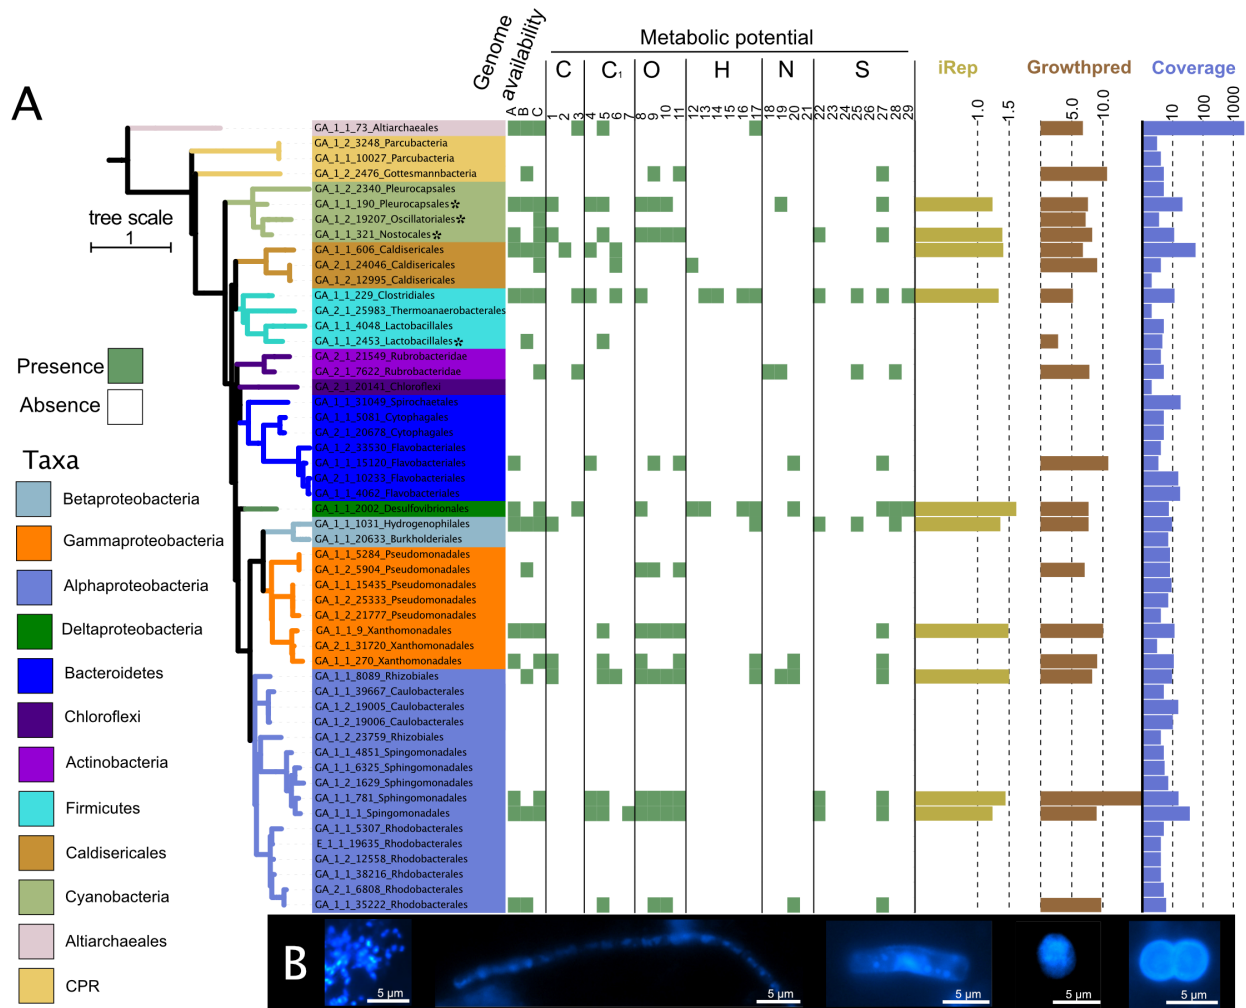 A
Genome
availability
Metabolic potential
C
C1
O
H
N
S
iRep
Growthpred
Coverage
A B C 1 2 3 4 5 6 7 8 9 10 11 12 13 14 15 16 17 18 19 20 21 22 23 24 25 26 27 28 29
1.0 1.5
5.0 10.0
10 1000 1000
tree scale
1
GA_1_1_73_Altiarchaeales
GA_1_2_3248_Parcubacteria
GA_1_1_10027_Parcubacteria
GA_1_2_2476_Gottesmannbacteria
GA_1_2_2340_Pleurocapsales
GA_1_1_190_Pleurocapsales*
GA_1_2_19207_Oscillatoriales*
GA_1_1_321_Nostocales*
GA_1_1_606_Caldisericales
GA_2_1_24046_Caldisericales
GA_1_2_12995_Caldisericales
GA_1_1_229_Clostridiales
GA_2_1_25983_Thermoanaerobacterales
GA_1_1_4048_Lactobacillales
GA_1_1_2453_Lactobacillales*
GA_2_1_21549_Rubrobacteridae
GA_2_1_7622_Rubrobacteridae
GA_2_1_20141_Chloroflexi
GA_1_1_11049_Spirochaetales
GA_1_1_5081_Cytophagales
GA_2_1_20678_Cytophagales
GA_1_2_33530_Flavobacteriales
GA_1_1_15120_Flavobacteriales
GA_2_1_10233_Flavobacteriales
GA_1_1_4062_Flavobacteriales
GA_1_1_2002_Desulfovibrionales
GA_1_1_1031_Hydrogenophilales
GA_1_1_20633_Burkholderiales
GA_1_1_5284_Pseudomonadales
GA_1_2_5904_Pseudomonadales
GA_1_1_15435_Pseudomonadales
GA_1_2_25333_Pseudomonadales
GA_1_2_21777_Pseudomonadales
GA_1_1_9_Xanthomonadales
GA_2_1_31720_Xanthomonadales
GA_1_1_270_Xanthomonadales
GA_1_1_8089_Rhizobiales
GA_1_1_39667_Caulobacterales
GA_1_2_19005_Caulobacterales
GA_1_2_19006_Caulobacterales
GA_1_2_23759_Rhizobiales
GA_1_1_4851_Spingomonadales
GA_1_1_6325_Sphingomonadales
GA_1_2_1629_Sphingomonadales
GA_1_1_781_Sphingomonadales
GA_1_1_1_Spingomonadales
GA_1_1_5307_Rhodobacterales
E_1_1_19635_Rhodobacterales
GA_1_2_12558_Rhodobacterales
GA_1_1_38216_Rhodobacterales
GA_2_1_6808_Rhodobacterales
GA_1_1_35222_Rhodobacterales
Presence
Absence
Taxa
Betaproteobacteria
Gammaproteobacteria
Alphaproteobacteria
Deltaproteobacteria
Bacteroidetes
Chloroflexi
Actinobacteria
Firmicutes
Caldisericales
Cyanobacteria
Altiarchaeales
CPR
B
5 µm
5 µm
5 µm
5 µm
5 µm